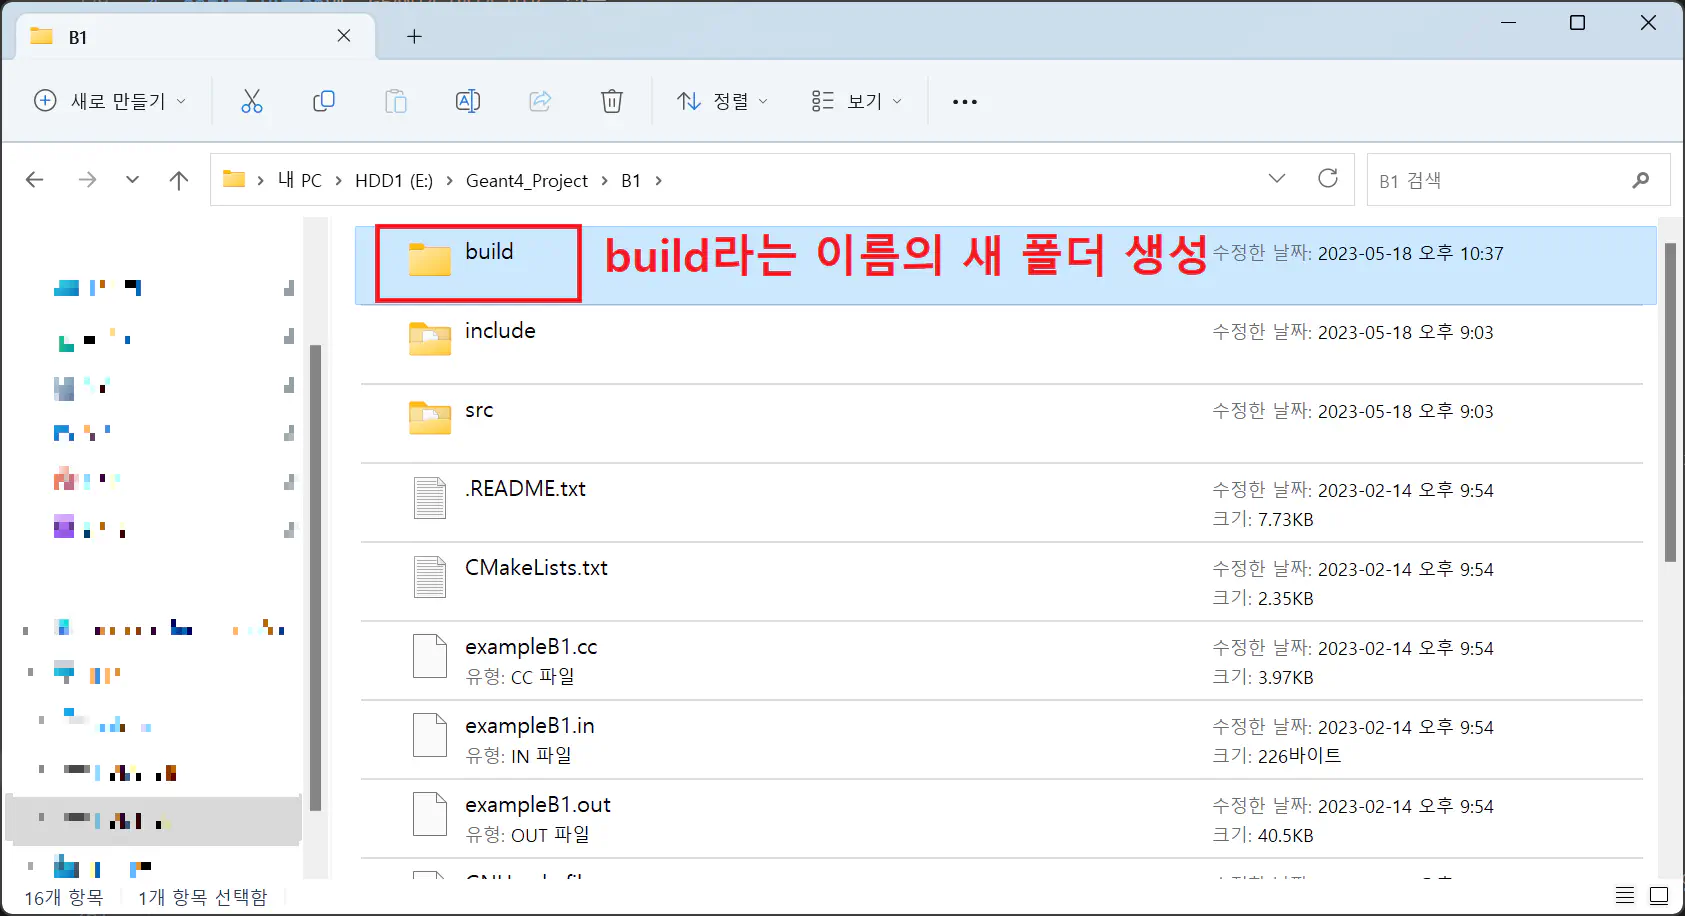 B1
새로 만들기
정렬
보기
내 PC > HDD1 (E:) > Geant4_Project > B1 >
B1 검색
build
build라는 이름의 새 폴더 생성
수정한 날짜: 2023-05-18 오후 10:37
include
수정한 날짜: 2023-05-18 오후 9:03
src
수정한 날짜: 2023-05-18 오후 9:03
.README.txt
수정한 날짜: 2023-02-14 오후 9:54
크기: 7.73KB
CMakeLists.txt
수정한 날짜: 2023-02-14 오후 9:54
크기: 2.35KB
exampleB1.cc
수정한 날짜: 2023-02-14 오후 9:54
유형: CC 파일
크기: 3.97KB
exampleB1.in
수정한 날짜: 2023-02-14 오후 9:54
유형: IN 파일
크기: 226바이트
exampleB1.out
수정한 날짜: 2023-02-14 오후 9:54
유형: OUT 파일
크기: 40.5KB
16개 항목
1개 항목 선택함